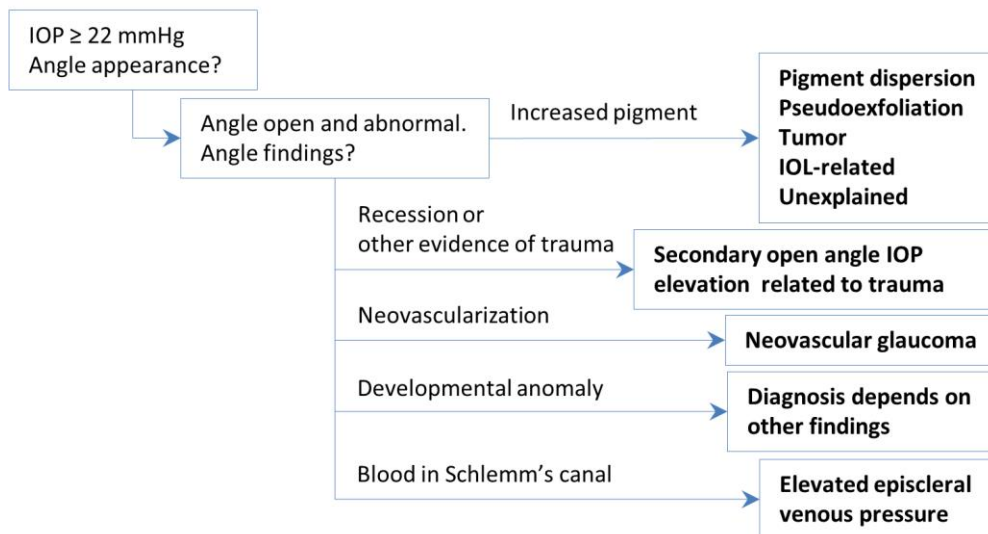 IOP ≥ 22 mmHg
Angle appearance?
Angle open and abnormal.
Angle findings?
Increased pigment
Pigment dispersion
Pseudoexfoliation
Tumor
IOL-related
Unexplained
Recession or
other evidence of trauma
Secondary open angle IOP
elevation related to trauma
Neovascularization
Neovascular glaucoma
Developmental anomaly
Diagnosis depends on
other findings
Blood in Schlemm's canal
Elevated episcleral
venous pressure